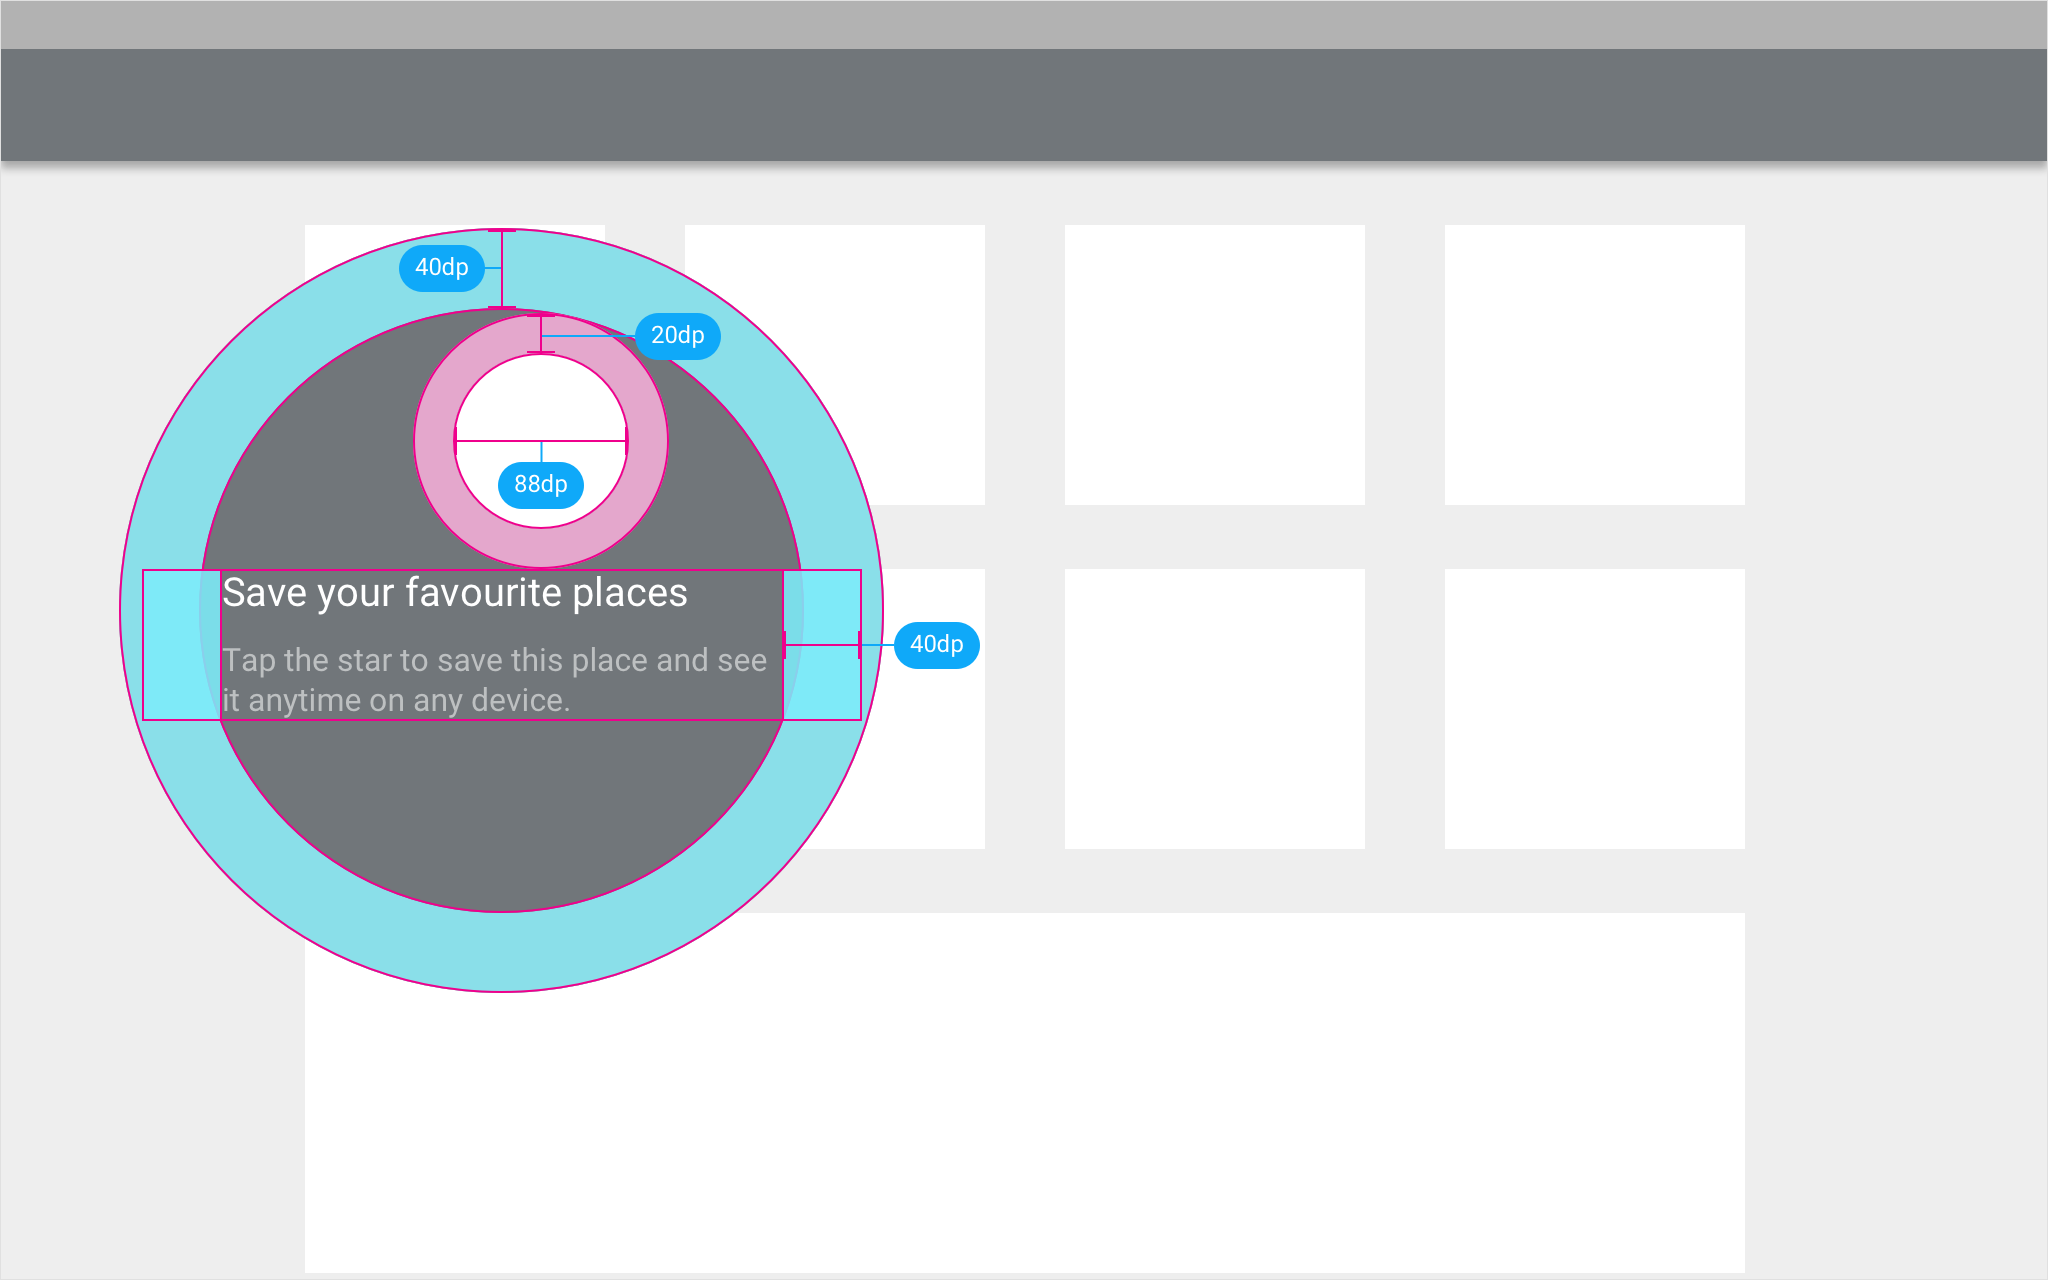 40dp
20dp
88dp
Save your favourite places
Tap the star to save this place and see
it anytime on any device.
40dp